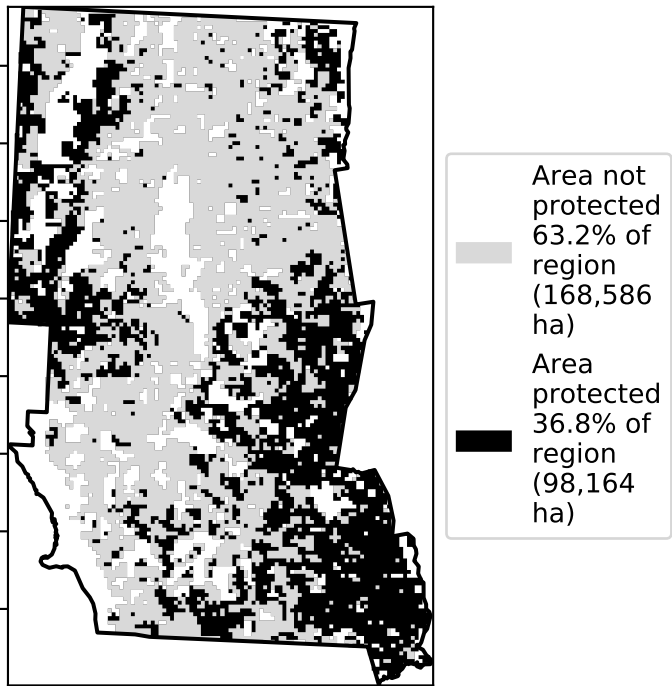 Area not
protected
63.2% of
region
(168,586
ha)
Area
protected
36.8% of
region
(98,164
ha)